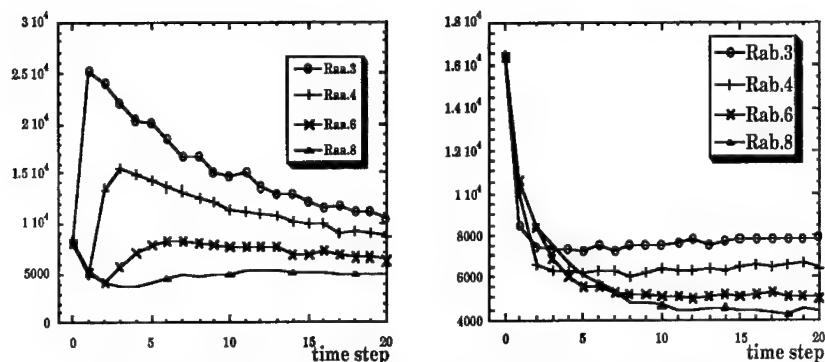 3 10⁴
2.5 10⁴
2 10⁴
1.5 10⁴
1 10⁴
5000
0
0 5 10 15 20
time step
Raa.3
Raa.4
Raa.6
Raa.8
1.8 10⁴
1.6 10⁴
1.4 10⁴
1.2 10⁴
1 10⁴
8000
6000
4000
0 5 10 15 20
time step
Rab.3
Rab.4
Rab.6
Rab.8